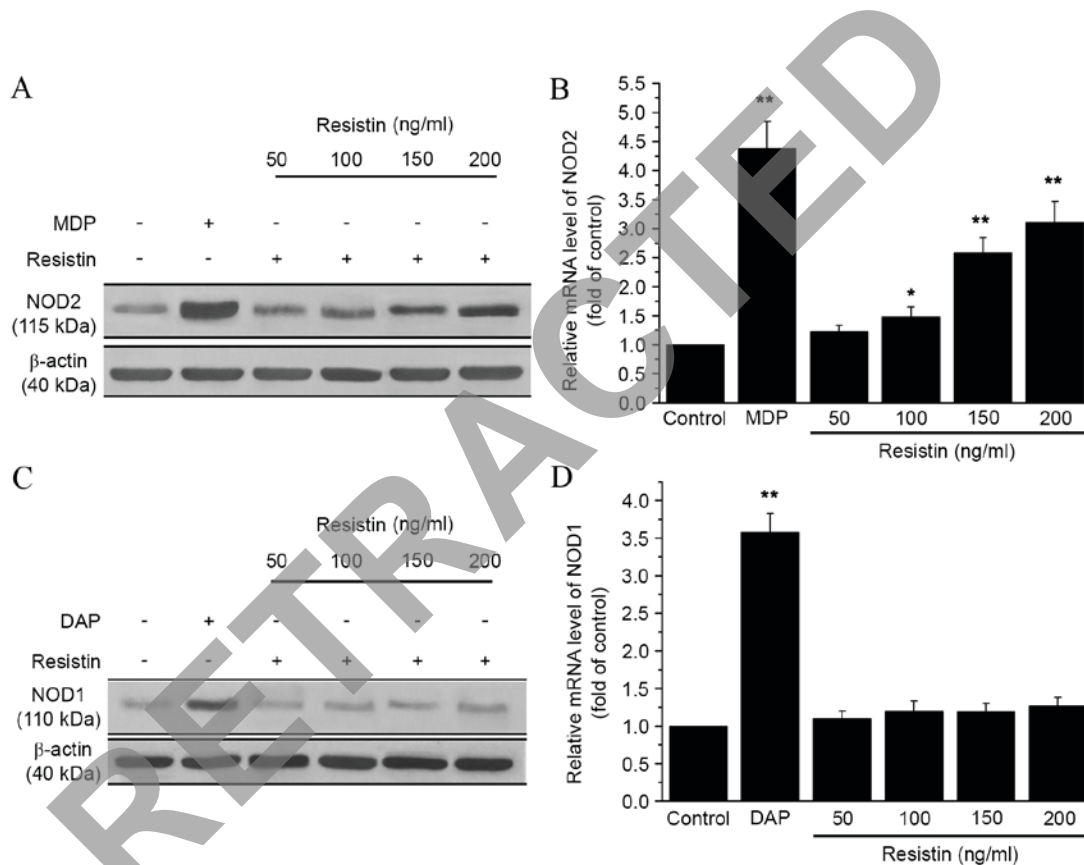 A
Resistin (ng/ml)
50 100 150 200
MDP - + - - - -
Resistin - - + + + +
NOD2
(115 kDa)
β-actin
(40 kDa)
B
Relative mRNA level of NOD2
(fold of control)
5.5
5.0
4.5
4.0
3.5
3.0
2.5
2.0
1.5
1.0
0.5
0.0
** * ** **
Control MDP 50 100 150 200
Resistin (ng/ml)
C
Resistin (ng/ml)
50 100 150 200
DAP - + - - - -
Resistin - - + + + +
NOD1
(110 kDa)
β-actin
(40 kDa)
D
Relative mRNA level of NOD1
(fold of control)
4.0
3.5
3.0
2.5
2.0
1.5
1.0
0.5
0.0
**
Control DAP 50 100 150 200
Resistin (ng/ml)
RETRACTED